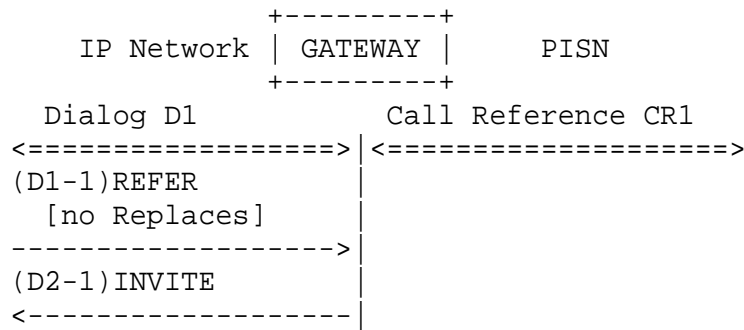 +---------+
IP Network | GATEWAY | PISN
+---------+
Dialog D1 Call Reference CR1
<==================>|<====================>
(D1-1)REFER |
[no Replaces] |
------------------->|
(D2-1)INVITE |
<-------------------|